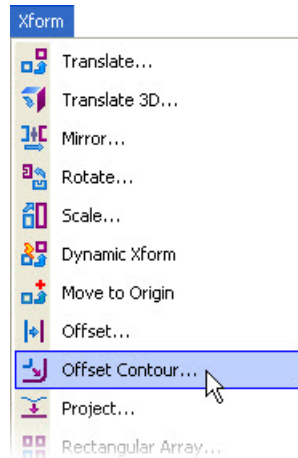 Xform
Translate...
Translate 3D...
Mirror...
Rotate...
Scale...
Dynamic Xform
Move to Origin
Offset...
Offset Contour...
Project...
Rectangular Array...